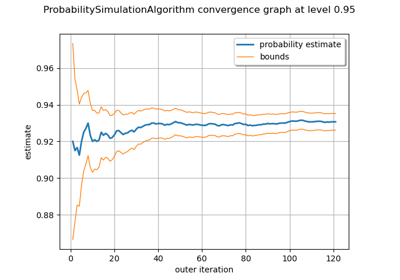 ProbabilitySimulationAlgorithm convergence graph at level 0.95
probability estimate
bounds
0.96
0.94
0.92
0.90
0.88
estimate
0 20 40 60 80 100 120
outer iteration